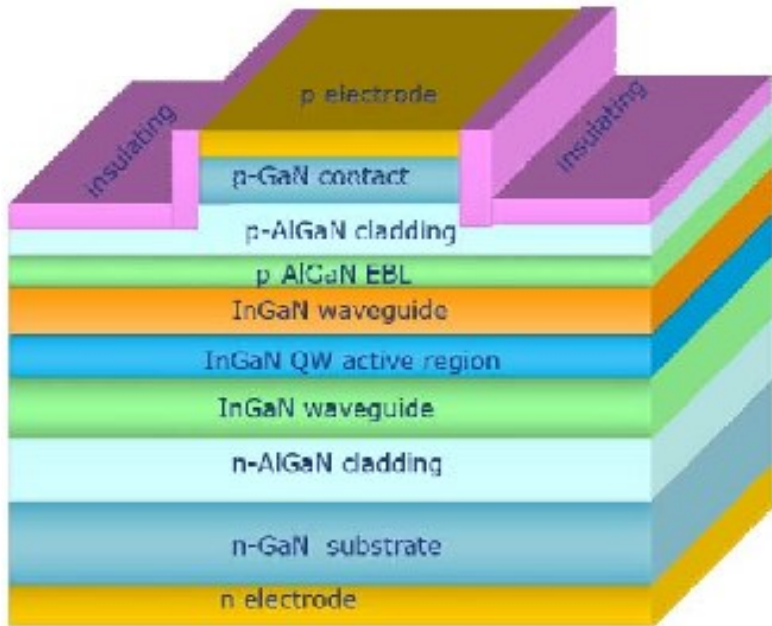 p electrode
insulating
insulating
p-GaN contact
p-AlGaN cladding
p AlGaN EBL
InGaN waveguide
InGaN QW active region
InGaN waveguide
n-AlGaN cladding
n-GaN substrate
n electrode